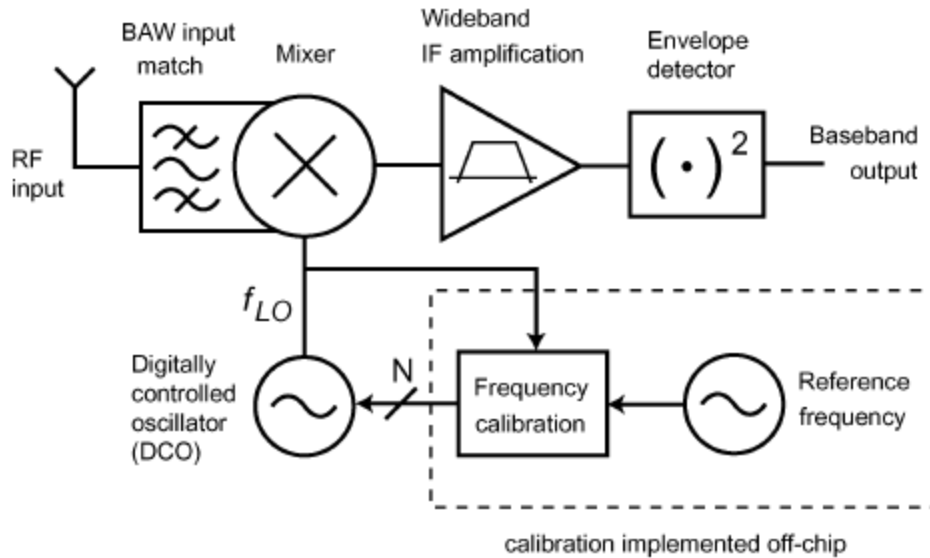 BAW input
match
Mixer
Wideband
IF amplification
Envelope
detector
RF
input
( · ) 2
Baseband
output
fLO
Digitally
controlled
oscillator
(DCO)
N
Frequency
calibration
Reference
frequency
calibration implemented off-chip